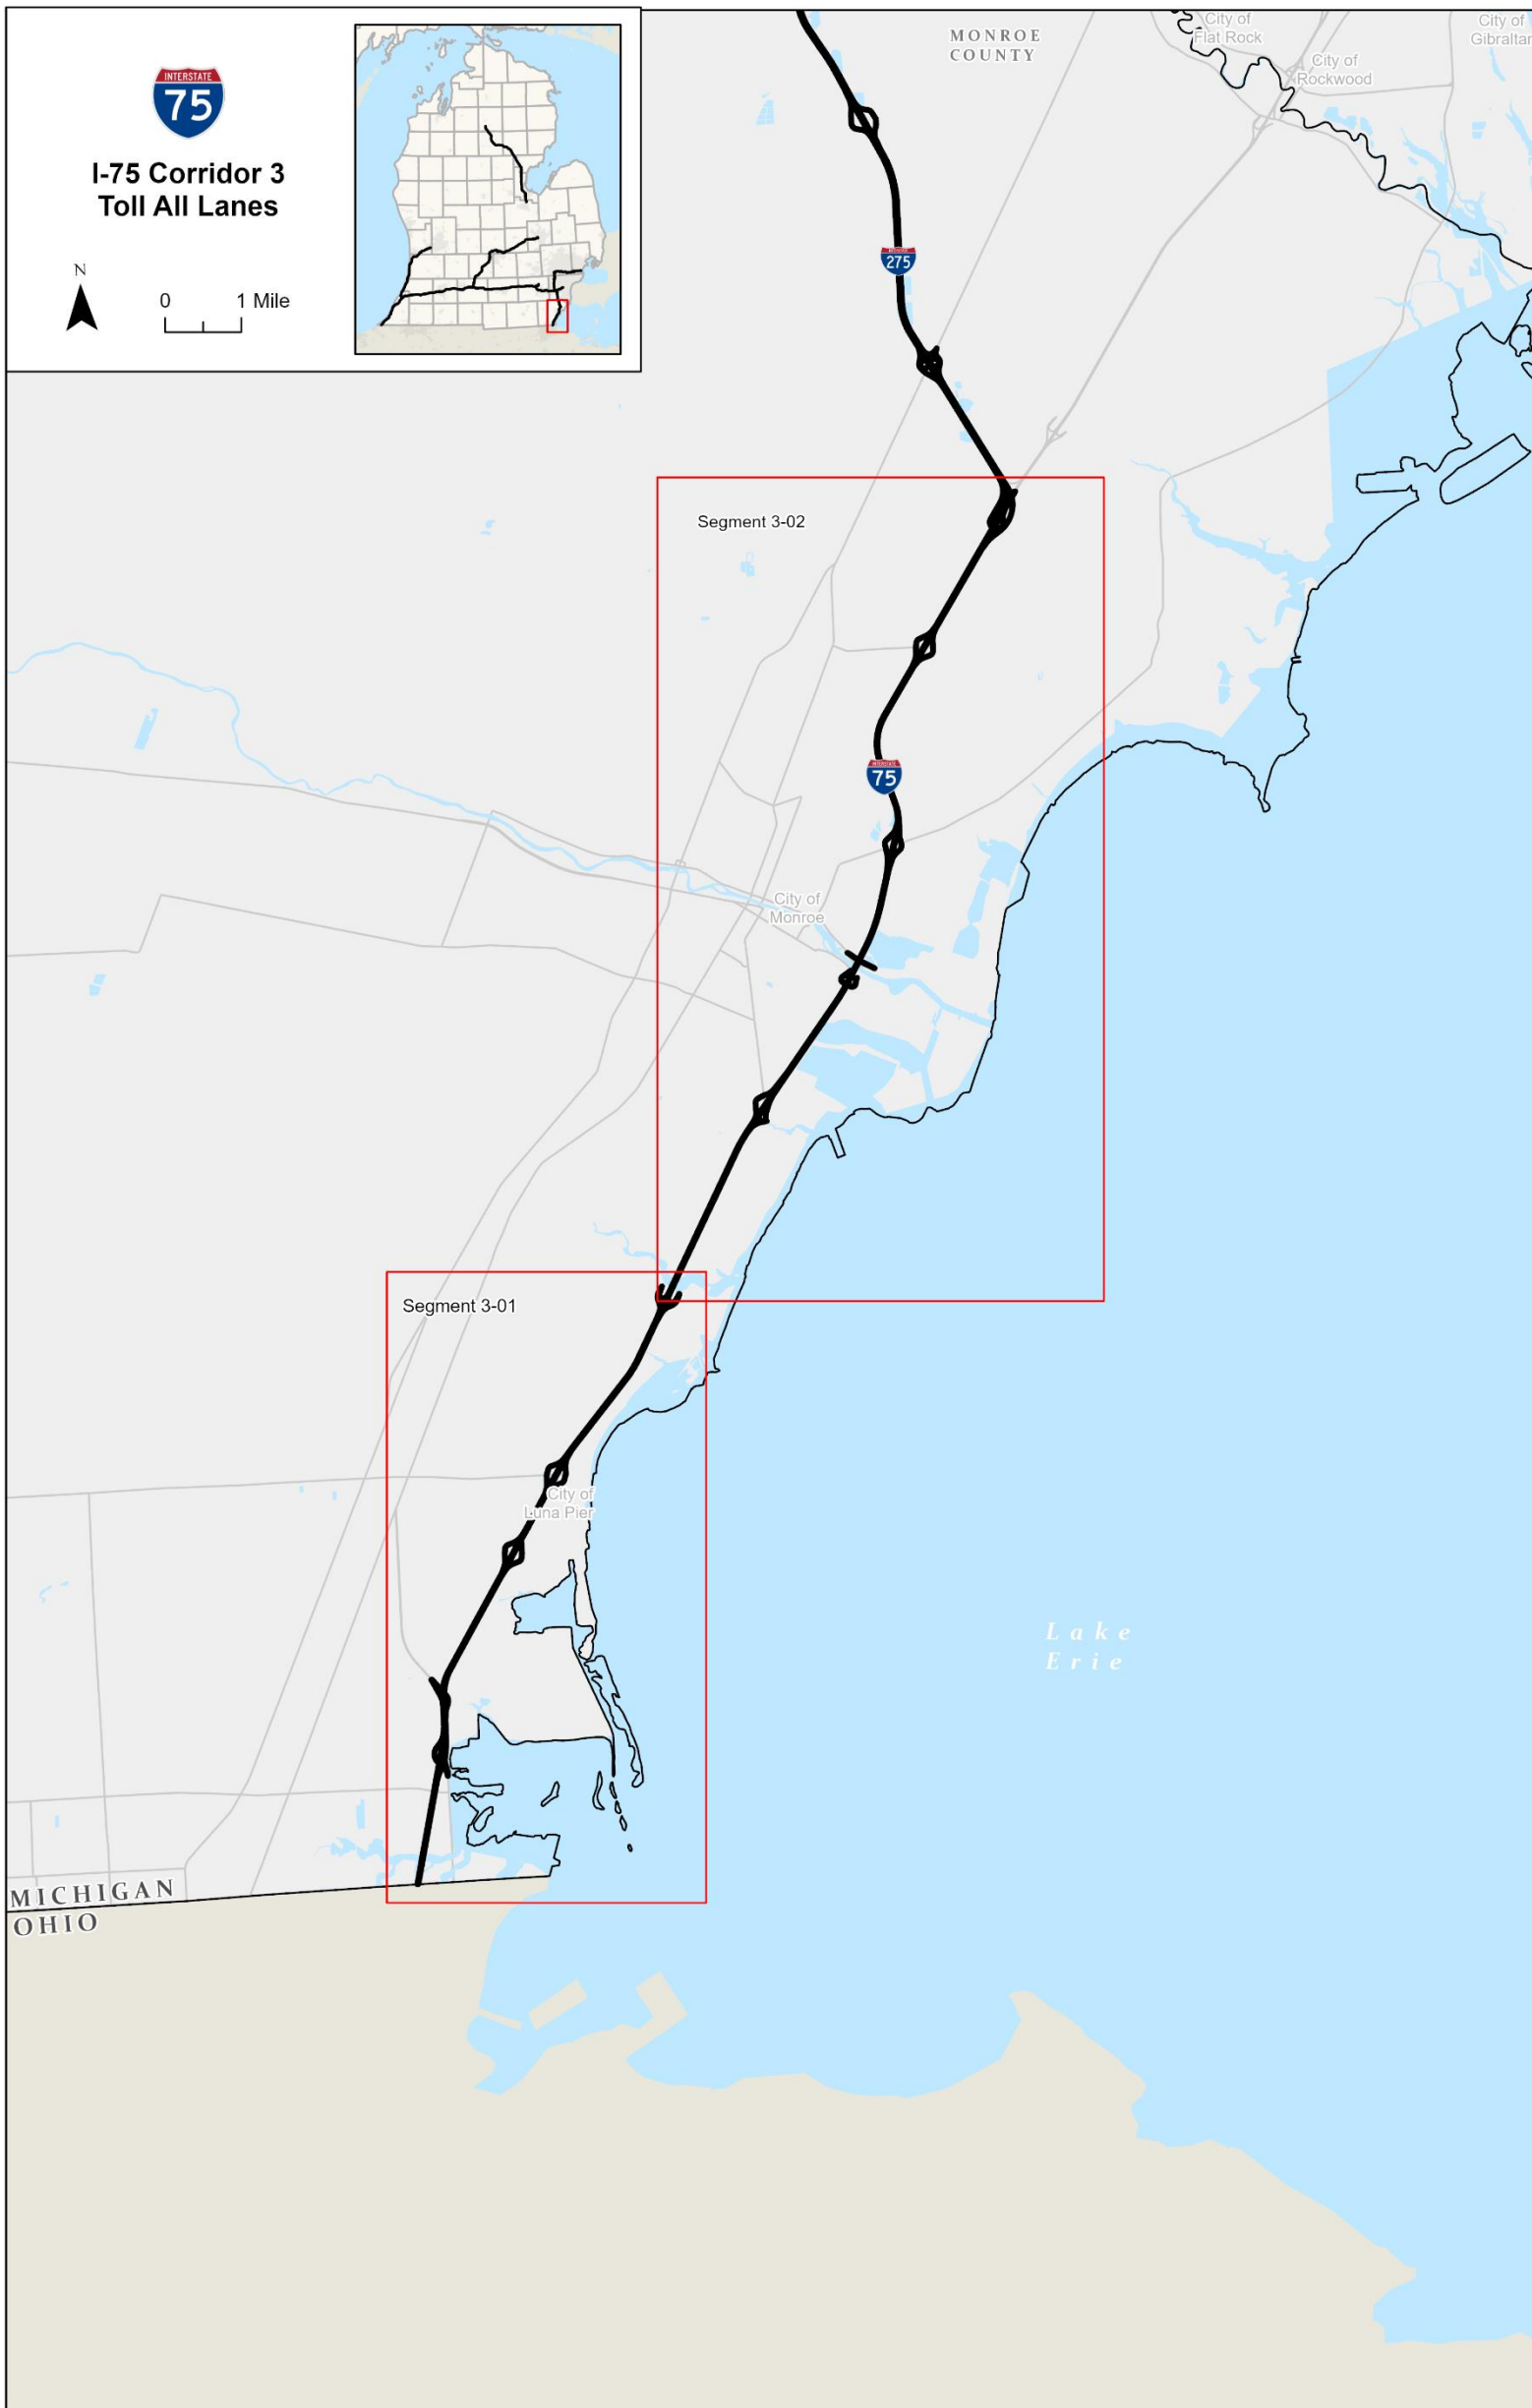 INTERSTATE
75
I-75 Corridor 3
Toll All Lanes
N
0 1 Mile
MONROE
COUNTY
City of
Flat Rock
City of
Rockwood
City of
Gibraltar
INTERSTATE
275
Segment 3-02
INTERSTATE
75
City of
Monroe
Segment 3-01
City of
Luna Pier
Lake
Erie
MICHIGAN
OHIO